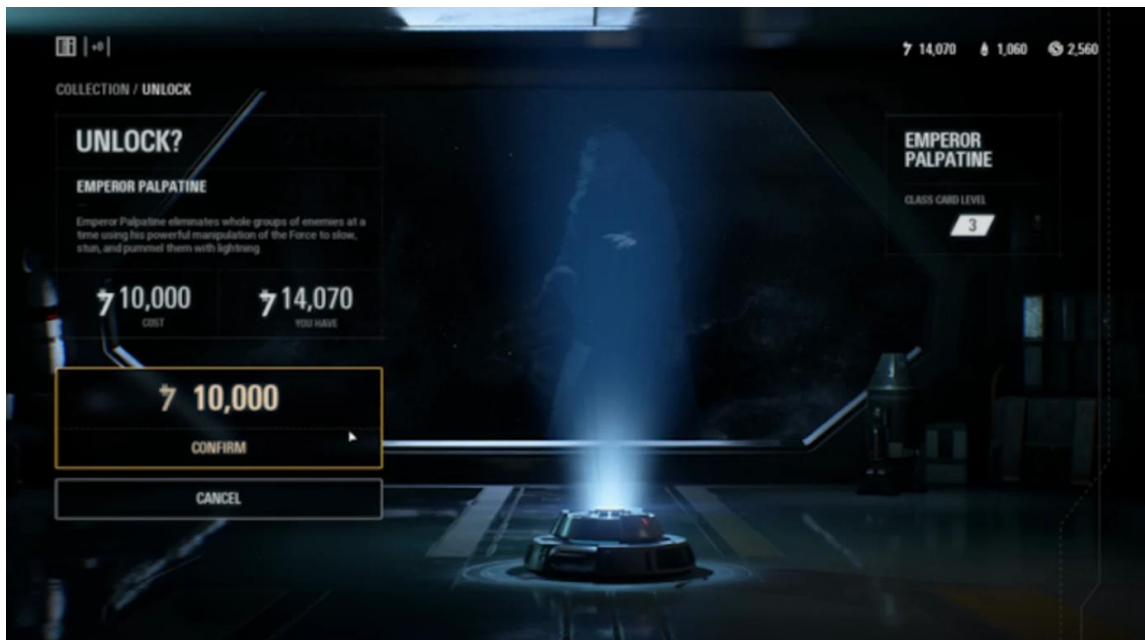 +0
14,070 1,060 2,560
COLLECTION / UNLOCK
UNLOCK?
EMPEROR PALPATINE
Emperor Palpatine eliminates whole groups of enemies at a
time using his powerful manipulation of the Force to slow,
stun, and pummel them with lightning
10,000
COST
14,070
YOU HAVE
10,000
CONFIRM
CANCEL
EMPEROR
PALPATINE
CLASS CARD LEVEL
3